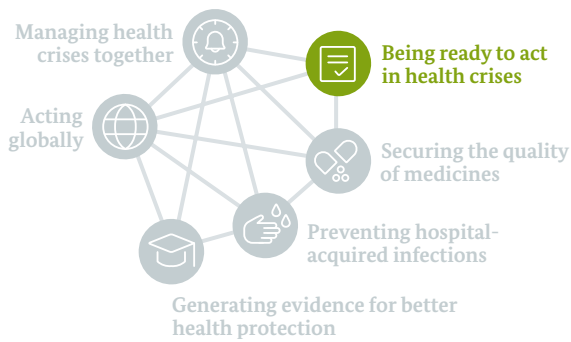 Managing health
crises together
Being ready to act
in health crises
Acting
globally
Securing the quality
of medicines
Preventing hospital-
acquired infections
Generating evidence for better
health protection